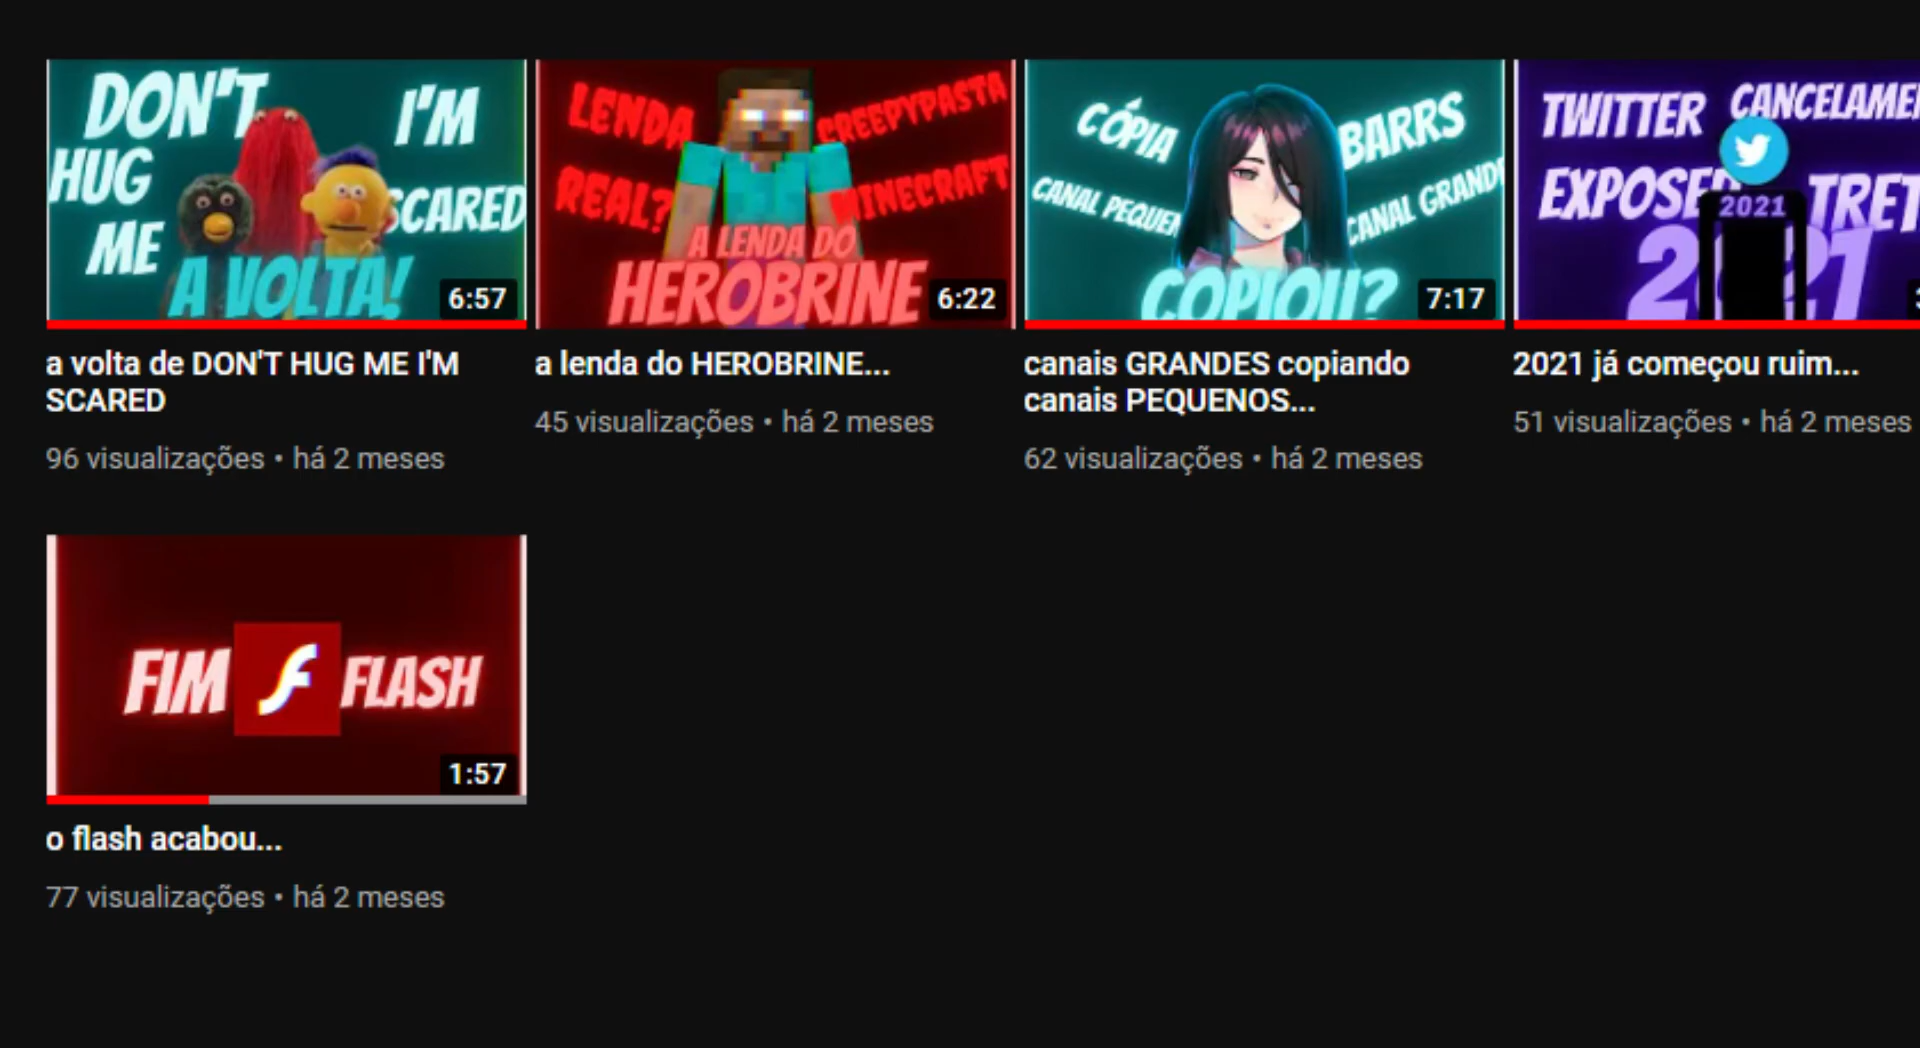 DON'T
I'M
HUG
SCARED
ME
A VOLTA!
6:57
a volta de DON'T HUG ME I'M
SCARED
96 visualizações • há 2 meses
LENDA
CREEPYPASTA
REAL?
MINECRAFT
A LENDA DO
HEROBRINE
6:22
a lenda do HEROBRINE...
45 visualizações • há 2 meses
CÓPIA
BARRS
CANAL PEQUEN
CANAL GRANDE
COPIOU?
7:17
canais GRANDES copiando
canais PEQUENOS...
62 visualizações • há 2 meses
TWITTER
CANCELAME
EXPOSED
TRET
2021
2021
2021 já começou ruim...
51 visualizações • há 2 meses
FIM
FLASH
1:57
o flash acabou...
77 visualizações • há 2 meses